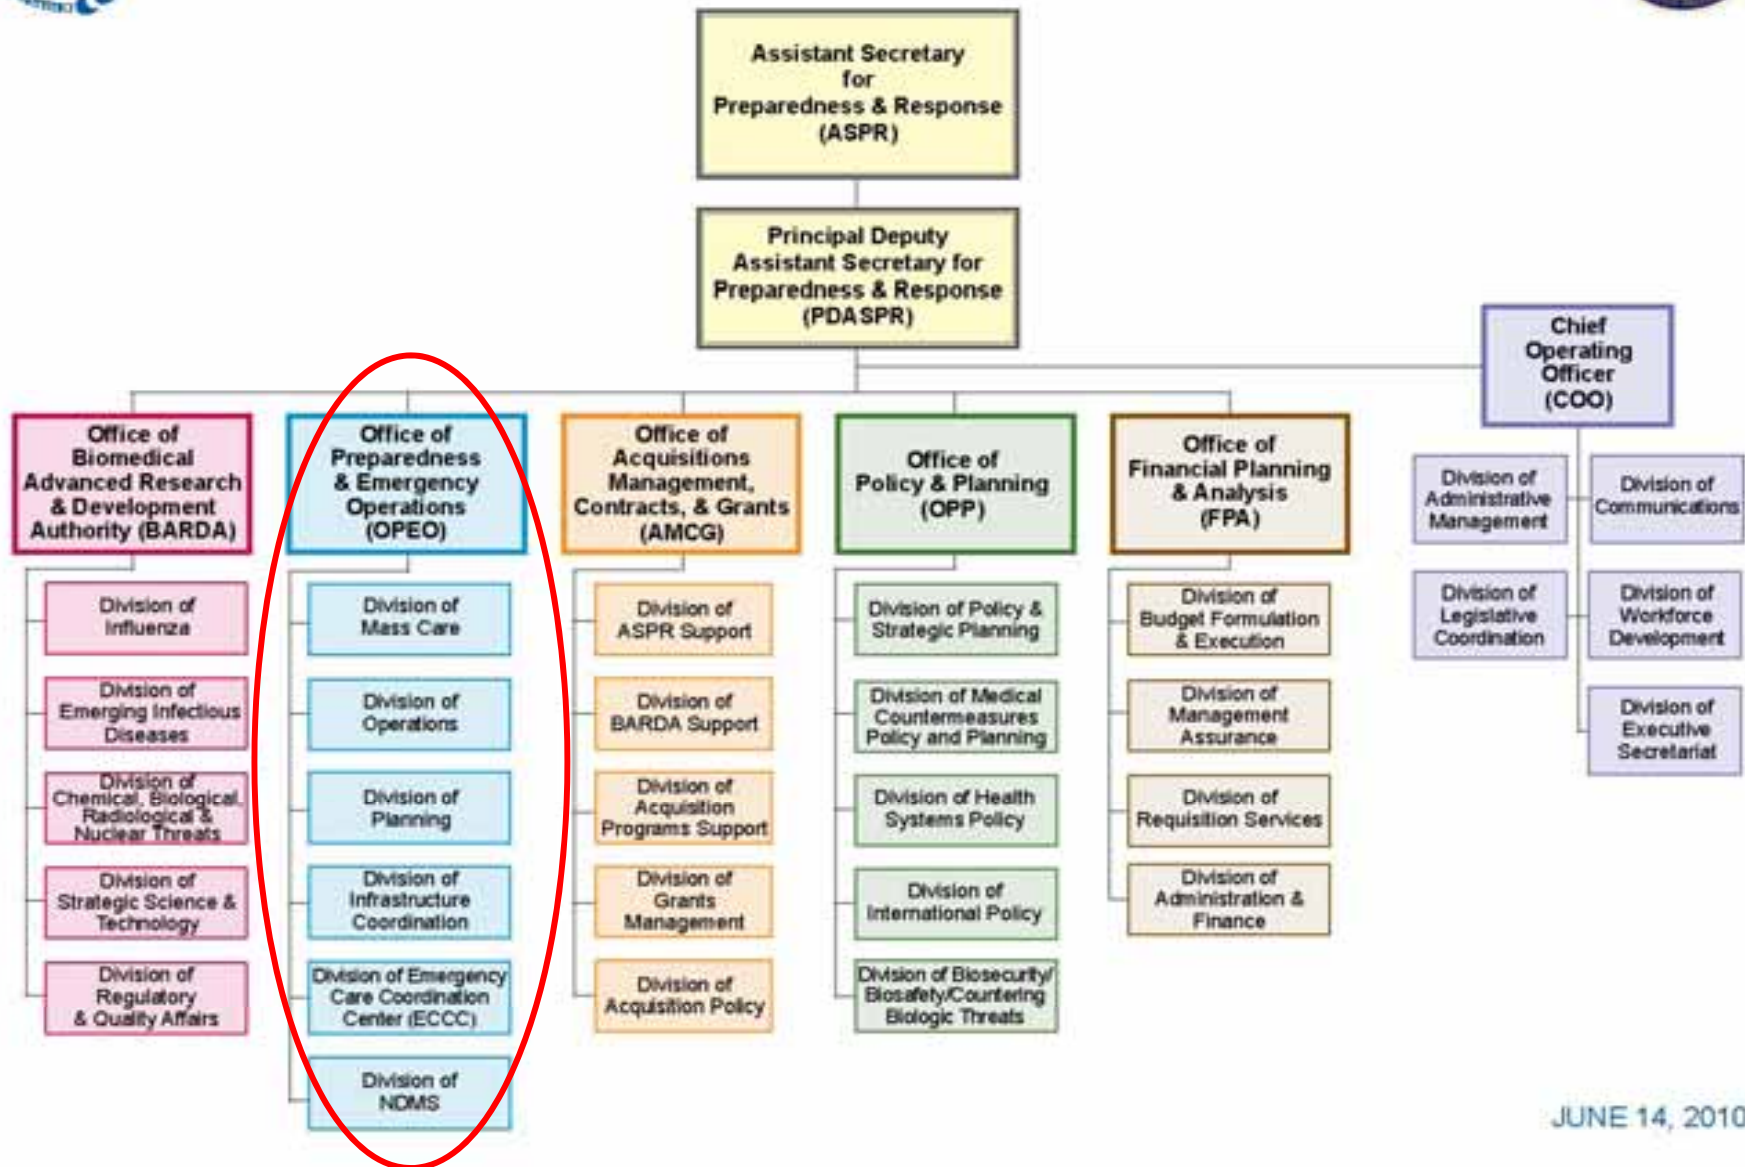 Assistant Secretary
for
Preparedness & Response
(ASPR)
Principal Deputy
Assistant Secretary for
Preparedness & Response
(PDASPR)
Chief
Operating
Officer
(COO)
Office of
Biomedical
Advanced Research
& Development
Authority (BARDA)
Division of
Influenza
Division of
Emerging Infectious
Diseases
Division of
Chemical, Biological,
Radiological &
Nuclear Threats
Division of
Strategic Science &
Technology
Division of
Regulatory
& Quality Affairs
Office of
Preparedness
& Emergency
Operations
(OPEO)
Division of
Mass Care
Division of
Operations
Division of
Planning
Division of
Infrastructure
Coordination
Division of Emergency
Care Coordination
Center (ECCC)
Division of
NDMS
Office of
Acquisitions
Management,
Contracts, & Grants
(AMCG)
Division of
ASPR Support
Division of
BARDA Support
Division of
Acquisition
Programs Support
Division of
Grants
Management
Division of
Acquisition Policy
Office of
Policy & Planning
(OPP)
Division of Policy &
Strategic Planning
Division of Medical
Countermeasures
Policy and Planning
Division of Health
Systems Policy
Division of
International Policy
Division of Biosecurity/
Biosafety/Countering
Biologic Threats
Office of
Financial Planning
& Analysis
(FPA)
Division of
Budget Formulation
& Execution
Division of
Management
Assurance
Division of
Requisition Services
Division of
Administration &
Finance
Division of
Administrative
Management
Division of
Communications
Division of
Legislative
Coordination
Division of
Workforce
Development
Division of
Executive
Secretariat
JUNE 14, 2010